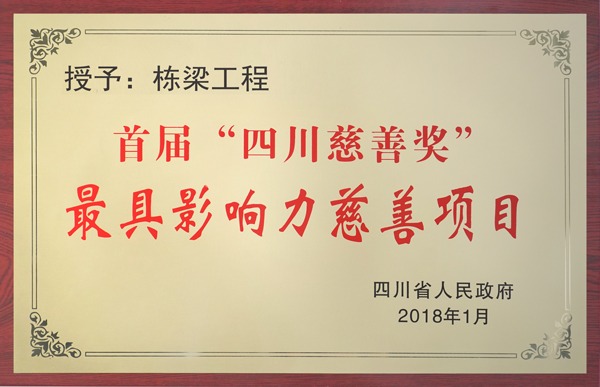 授予：栋梁工程
首届“四川慈善奖”
最具影响力慈善项目
四川省人民政府
2018年1月